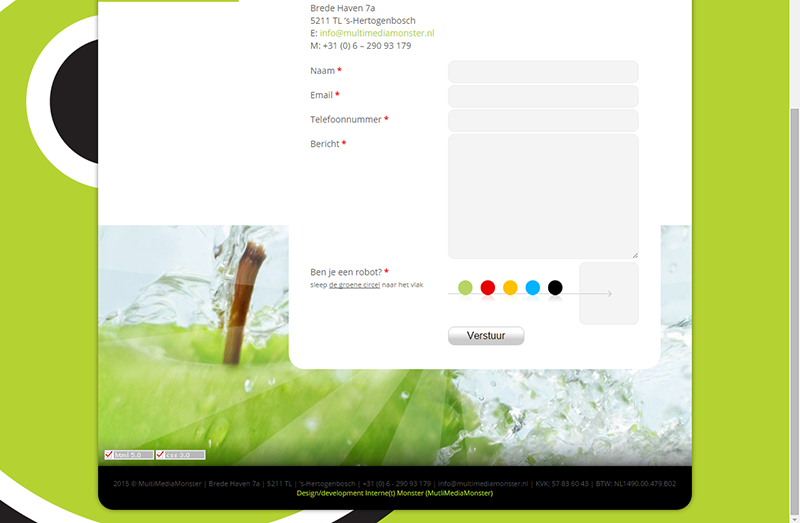 Brede Haven 7a
5211 TL 's-Hertogenbosch
E: info@multimediamonster.nl
M: +31 (0) 6 – 290 93 179
Naam *
Email *
Telefoonnummer *
Bericht *
Ben je een robot? *
sleep de groene circel naar het vlak
Verstuur
html 5.0 css 3.0
2015 © MultiMediaMonster | Brede Haven 7a | 5211 TL | 's-Hertogenbosch | +31 (0) 6 - 290 93 179 | info@multimediamonster.nl | KVK: 57 83 60 43 | BTW: NL1490.00.479.B02
Design/development Interne(t) Monster (MutliMediaMonster)